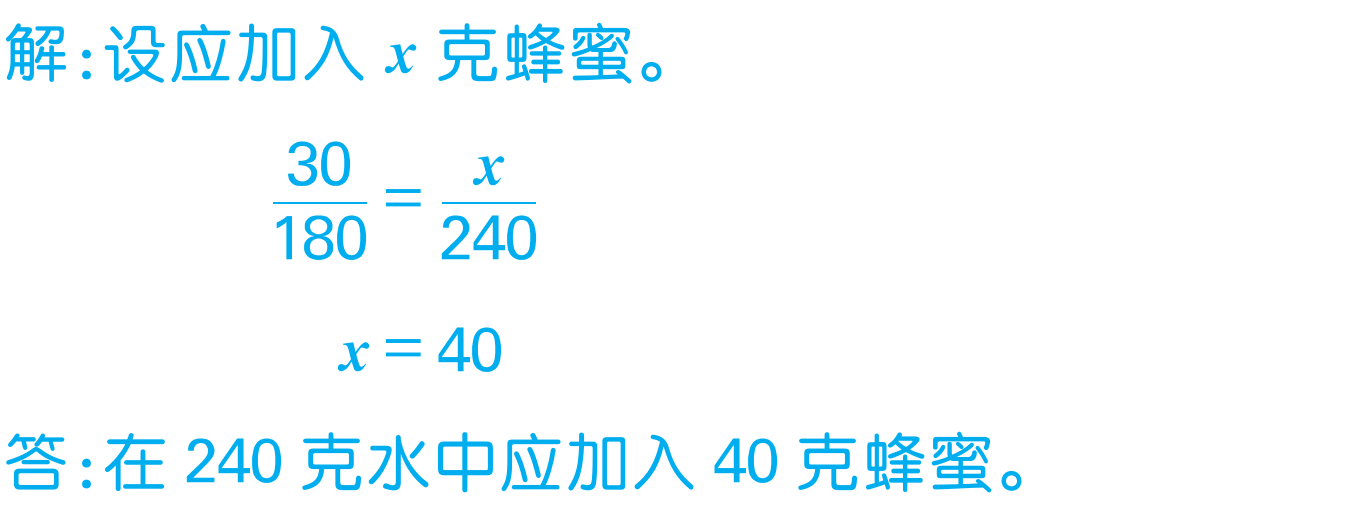 解:设应加入 x 克蜂蜜。
30/180 = x/240
x = 40
答:在 240 克水中应加入 40 克蜂蜜。